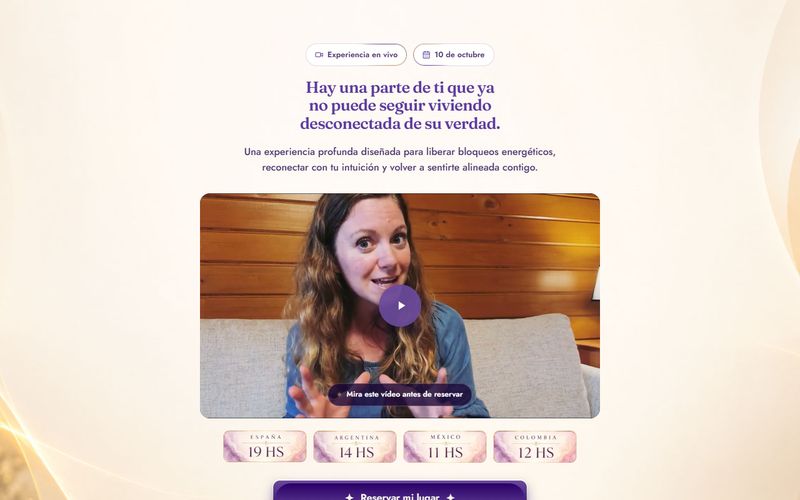 Experiencia en vivo
10 de octubre
Hay una parte de ti que ya
no puede seguir viviendo
desconectada de su verdad.
Una experiencia profunda diseñada para liberar bloqueos energéticos,
reconectar con tu intuición y volver a sentirte alineada contigo.
Mira este vídeo antes de reservar
ESPAÑA
19 HS
ARGENTINA
14 HS
MÉXICO
11 HS
COLOMBIA
12 HS
Reservar mi lugar